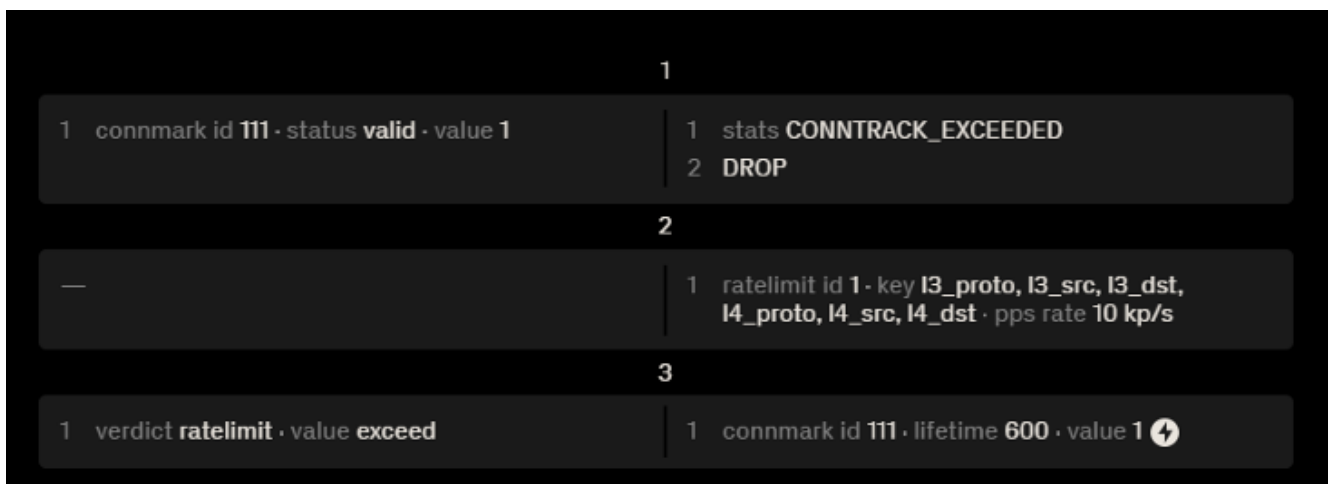 1
1 connmark id 111 · status valid · value 1
1 stats CONNTRACK_EXCEEDED
2 DROP
2
—
1 ratelimit id 1 · key l3_proto, l3_src, l3_dst,
l4_proto, l4_src, l4_dst · pps rate 10 kp/s
3
1 verdict ratelimit · value exceed
1 connmark id 111 · lifetime 600 · value 1